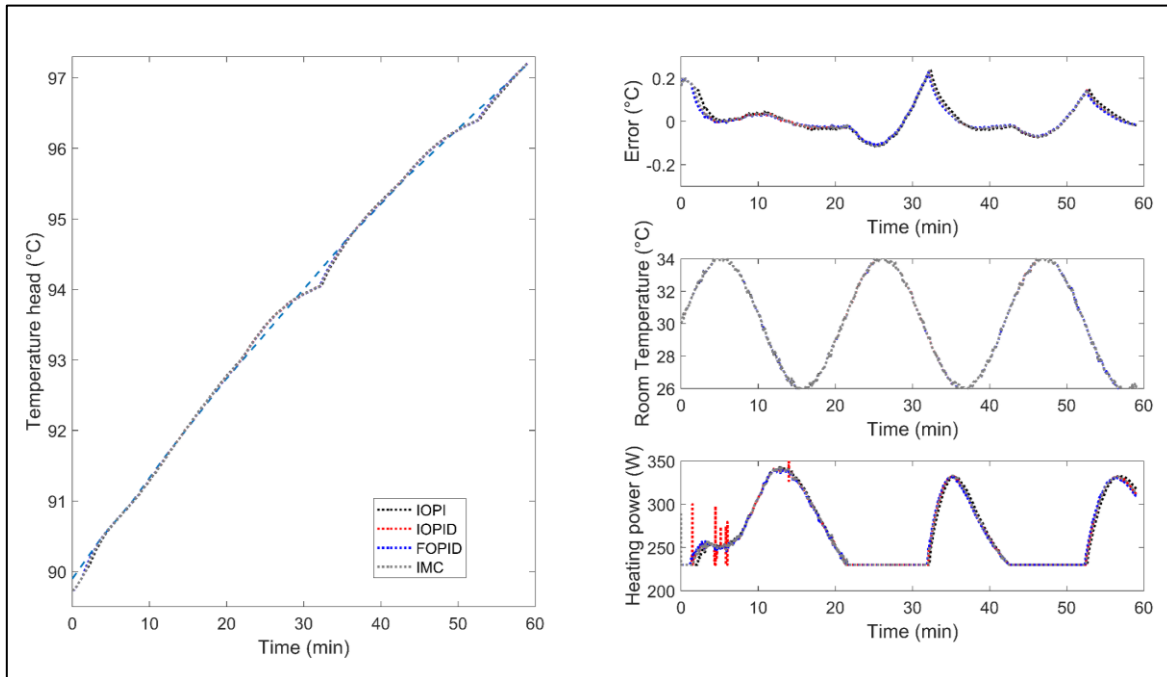 Temperature head (°C)
97
96
95
94
93
92
91
90
0 10 20 30 40 50 60
Time (min)
IOPI
IOPID
FOPID
IMC
Error (°C)
0.2
0
-0.2
0 10 20 30 40 50 60
Time (min)
Room Temperature (°C)
34
32
30
28
26
0 10 20 30 40 50 60
Time (min)
Heating power (W)
350
300
250
200
0 10 20 30 40 50 60
Time (min)